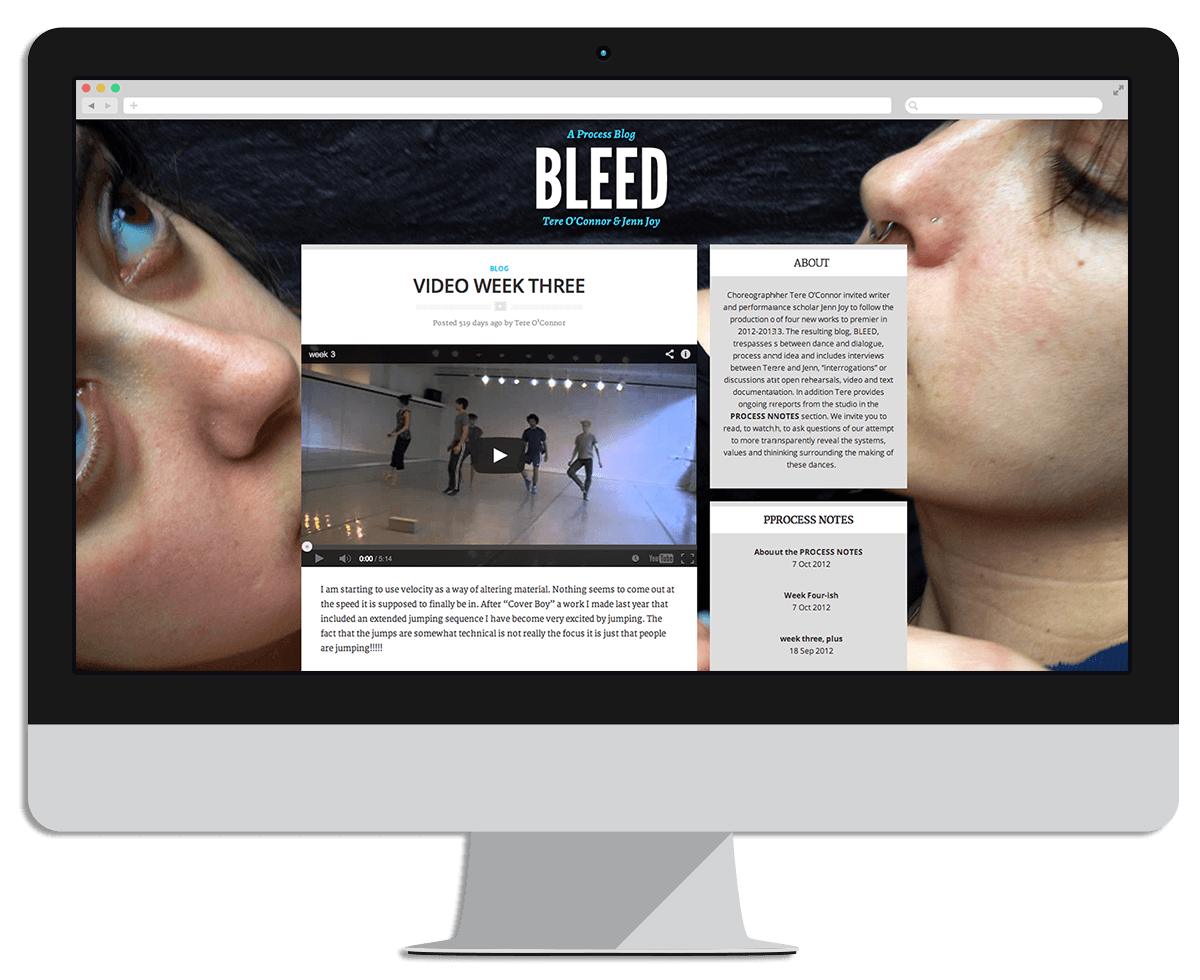 A Process Blog
BLEED
Tere O'Connor & Jenn Joy
BLOG
VIDEO WEEK THREE
Posted 519 days ago by Tere O'Connor
week 3
0:00 / 5:14
YouTube
I am starting to use velocity as a way of altering material. Nothing seems to come out at
the speed it is supposed to finally be in. After “Cover Boy” a work I made last year that
included an extended jumping sequence I have become very excited by jumping. The
fact that the jumps are somewhat technical is not really the focus it is just that people
are jumping!!!!!
ABOUT
Choreographher Tere O'Connor invited writer
and performaance scholar Jenn Joy to follow the
production o of four new works to premier in
2012-20133. The resulting blog, BLEED,
trespasses s between dance and dialogue,
process annd idea and includes interviews
between Terre and Jenn, “interrogations” or
discussions atat open rehearsals, video and text
documentatation. In addition Tere provides
ongoing rreports from the studio in the
PROCESS NNOTES section. We invite you to
read, to watchh, to ask questions of our attempt
to more trannsparently reveal the systems,
values and thininking surrounding the making of
these dances.
PPROCESS NOTES
Abouut the PROCESS NOTES
7 Oct 2012
Week Four-ish
7 Oct 2012
week three, plus
18 Sep 2012